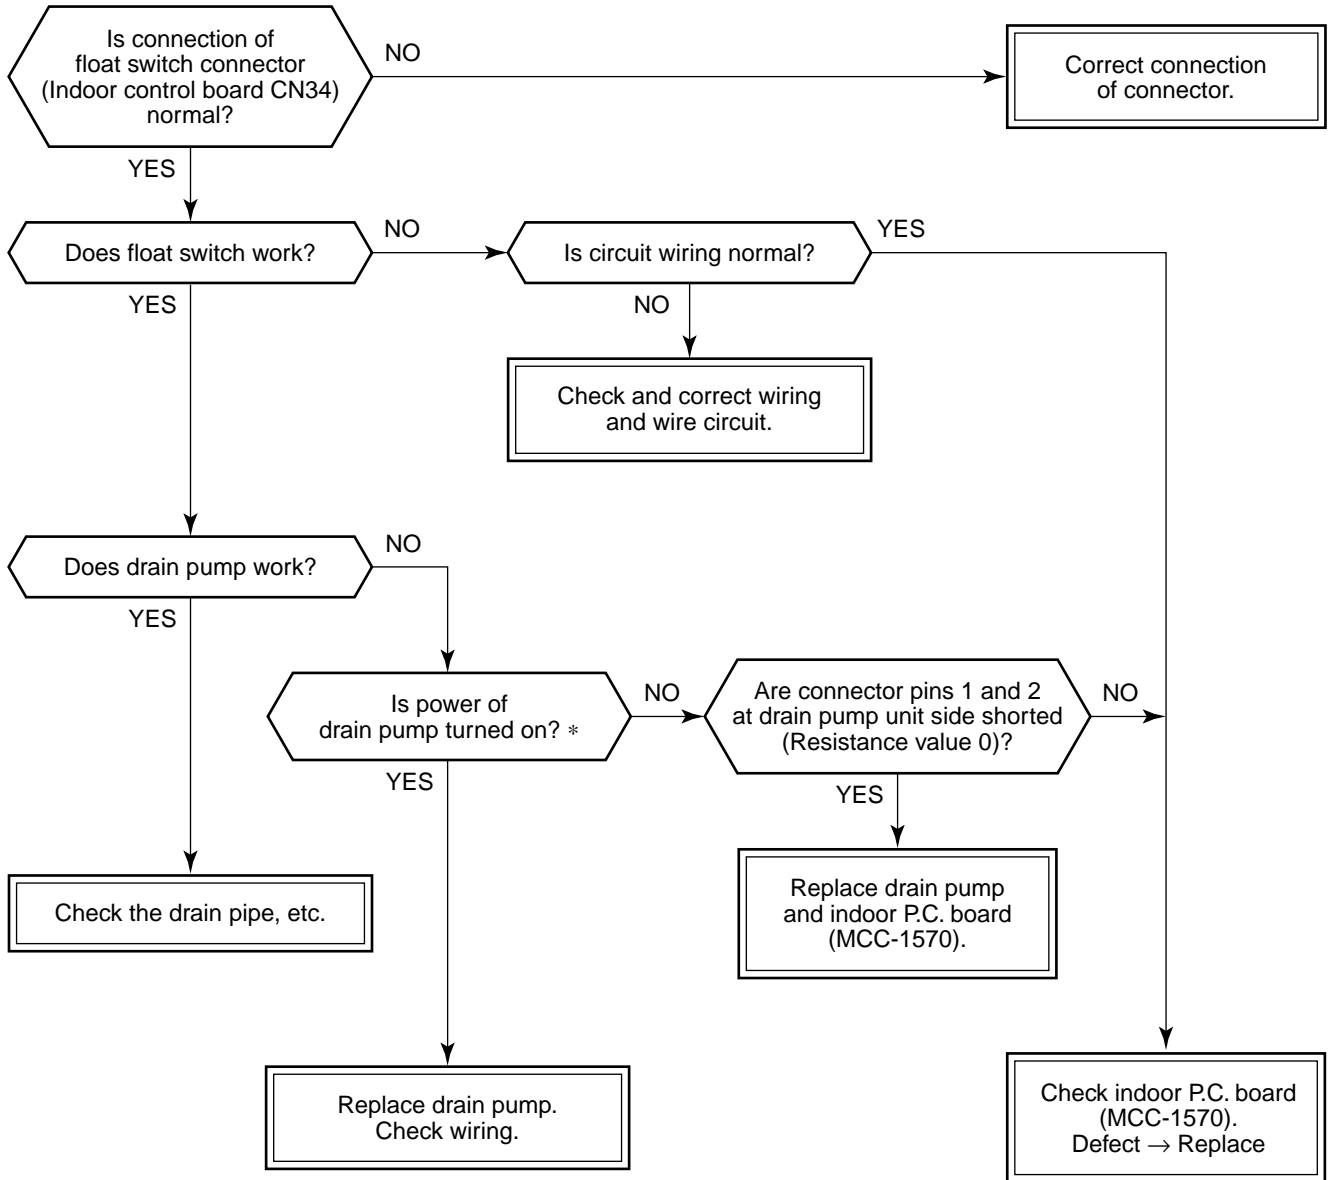 Is connection of
float switch connector
(Indoor control board CN34)
normal?
NO
Correct connection
of connector.
YES
Does float switch work?
NO
Is circuit wiring normal?
YES
YES
NO
Check and correct wiring
and wire circuit.
Does drain pump work?
NO
YES
Is power of
drain pump turned on? *
NO
Are connector pins 1 and 2
at drain pump unit side shorted
(Resistance value 0)?
NO
YES
YES
Replace drain pump
and indoor P.C. board
(MCC-1570).
Check the drain pipe, etc.
Replace drain pump.
Check wiring.
Check indoor P.C. board
(MCC-1570).
Defect → Replace